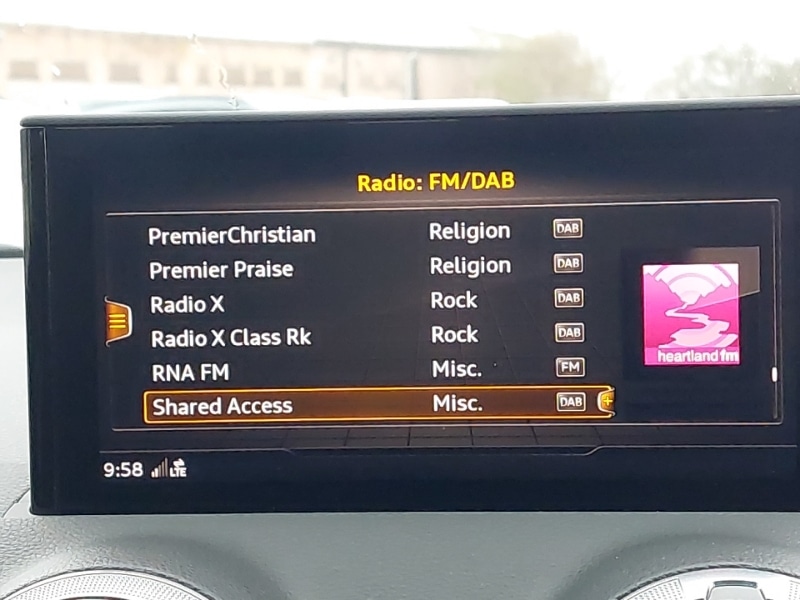 Radio: FM/DAB
PremierChristian Religion DAB
Premier Praise Religion DAB
Radio X Rock DAB
Radio X Class Rk Rock DAB
RNA FM Misc. FM
Shared Access Misc. DAB
heartland fm
9:58 LTE